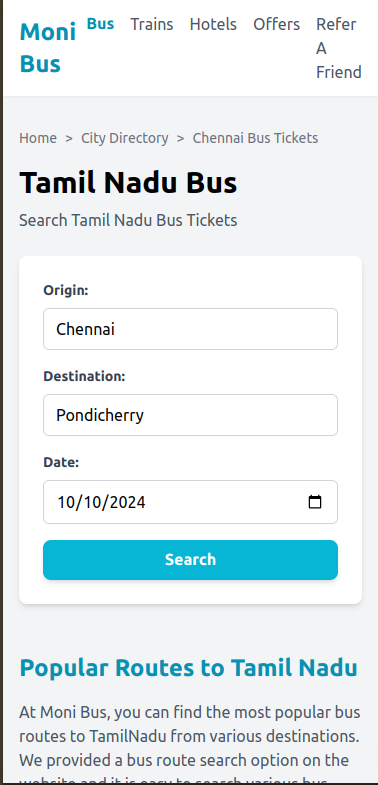 Moni Bus
Bus Trains Hotels Offers Refer A Friend
Home > City Directory > Chennai Bus Tickets
Tamil Nadu Bus
Search Tamil Nadu Bus Tickets
Origin:
Chennai
Destination:
Pondicherry
Date:
10/10/2024
Search
Popular Routes to Tamil Nadu
At Moni Bus, you can find the most popular bus
routes to TamilNadu from various destinations.
We provided a bus route search option on the
website and it is easy to search various bus